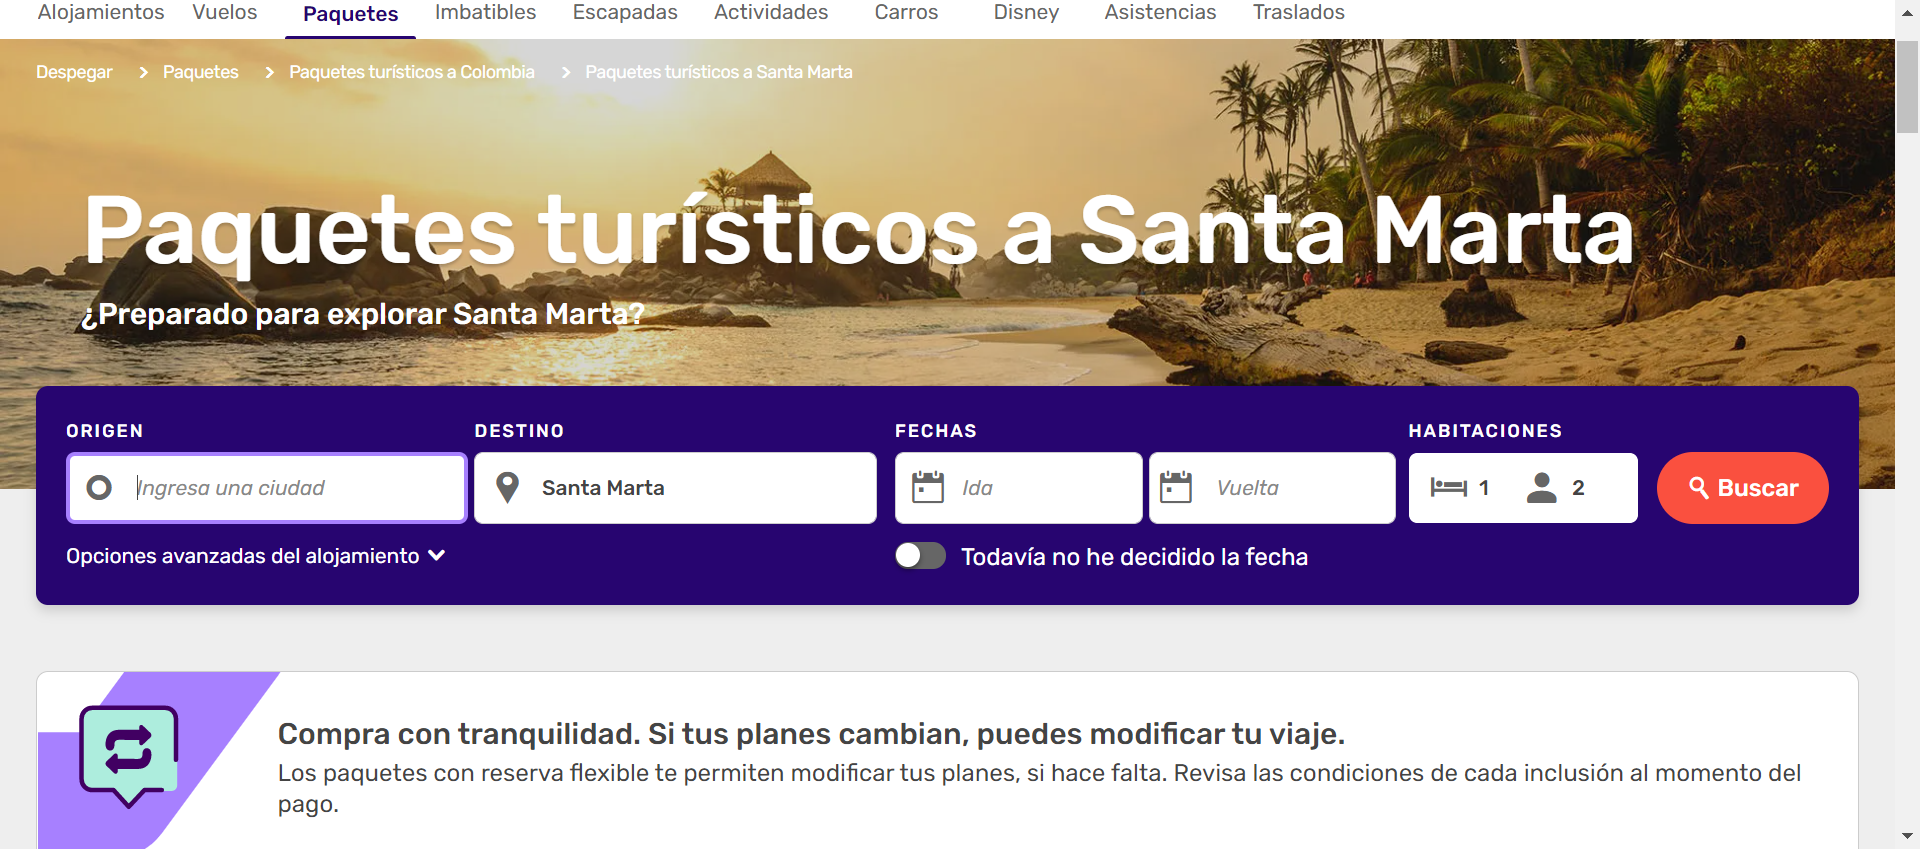 Alojamientos Vuelos Paquetes Imbatibles Escapadas Actividades Carros Disney Asistencias Traslados
Despegar > Paquetes > Paquetes turísticos a Colombia > Paquetes turísticos a Santa Marta
Paquetes turísticos a Santa Marta
¿Preparado para explorar Santa Marta?
ORIGEN DESTINO FECHAS HABITACIONES
Ingresa una ciudad Santa Marta Ida Vuelta 1 2 Buscar
Opciones avanzadas del alojamiento Todavía no he decidido la fecha
Compra con tranquilidad. Si tus planes cambian, puedes modificar tu viaje.
Los paquetes con reserva flexible te permiten modificar tus planes, si hace falta. Revisa las condiciones de cada inclusión al momento del
pago.